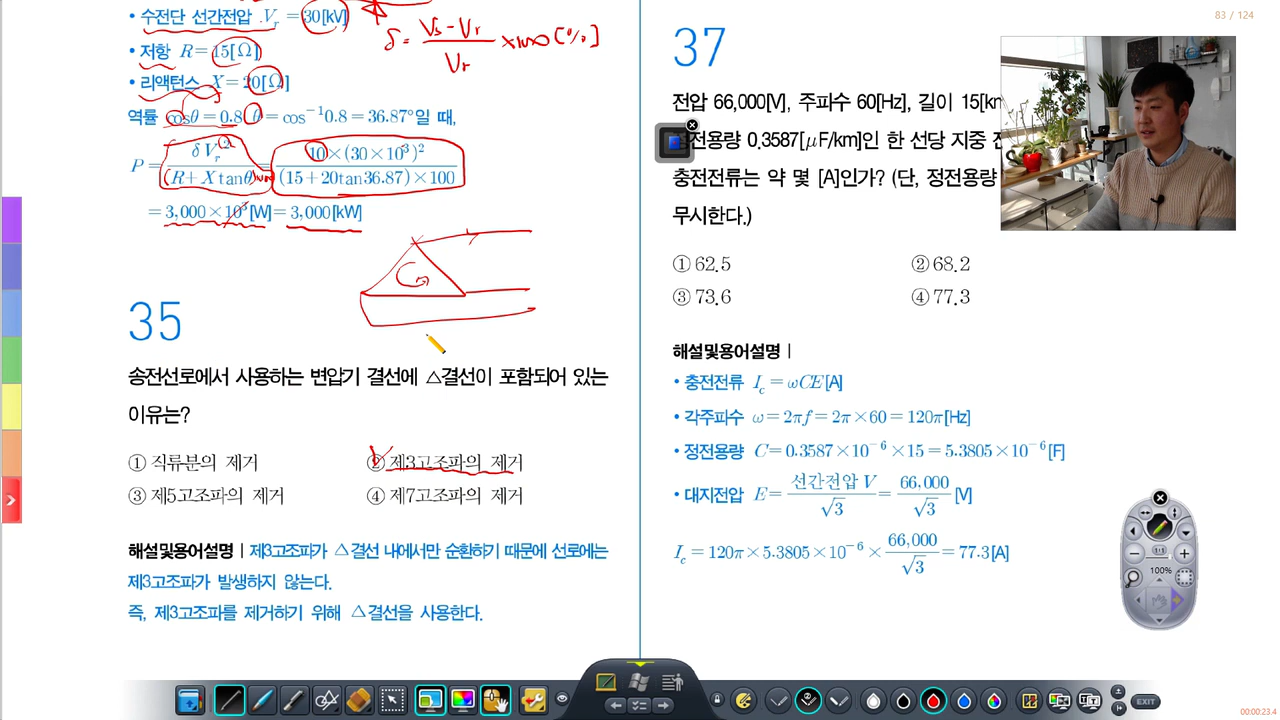 83 / 124
• 수전단 선간전압 V_r = 30[kV]
δ = (V_s − V_r) / V_r × 100 [%]
• 저항 R = 15[Ω]
• 리액턴스 X = 20[Ω]
역률 cosθ = 0.8 θ = cos⁻¹0.8 = 36.87°일 때,
P = δV_r² / (R + X tanθ) × 100 = 10 × (30 × 10³)² / (15 + 20tan36.87) × 100
= 3,000 × 10³[W] = 3,000[kW]
35
송전선로에서 사용하는 변압기 결선에 △결선이 포함되어 있는
이유는?
① 직류분의 제거 ② 제3고조파의 제거
③ 제5고조파의 제거 ④ 제7고조파의 제거
해설및용어설명 | 제3고조파가 △결선 내에서만 순환하기 때문에 선로에는
제3고조파가 발생하지 않는다.
즉, 제3고조파를 제거하기 위해 △결선을 사용한다.
37
전압 66,000[V], 주파수 60[Hz], 길이 15[km
정전용량 0.3587[μF/km]인 한 선당 지중
충전전류는 약 몇 [A]인가? (단, 정전용량
무시한다.)
① 62.5 ② 68.2
③ 73.6 ④ 77.3
해설및용어설명 |
• 충전전류 I_c = ωCE[A]
• 각주파수 ω = 2πf = 2π × 60 = 120π[Hz]
• 정전용량 C = 0.3587 × 10⁻⁶ × 15 = 5.3805 × 10⁻⁶[F]
• 대지전압 E = 선간전압 V / √3 = 66,000 / √3 [V]
I_c = 120π × 5.3805 × 10⁻⁶ × 66,000 / √3 = 77.3[A]
100%
EXIT
00:00:23.4